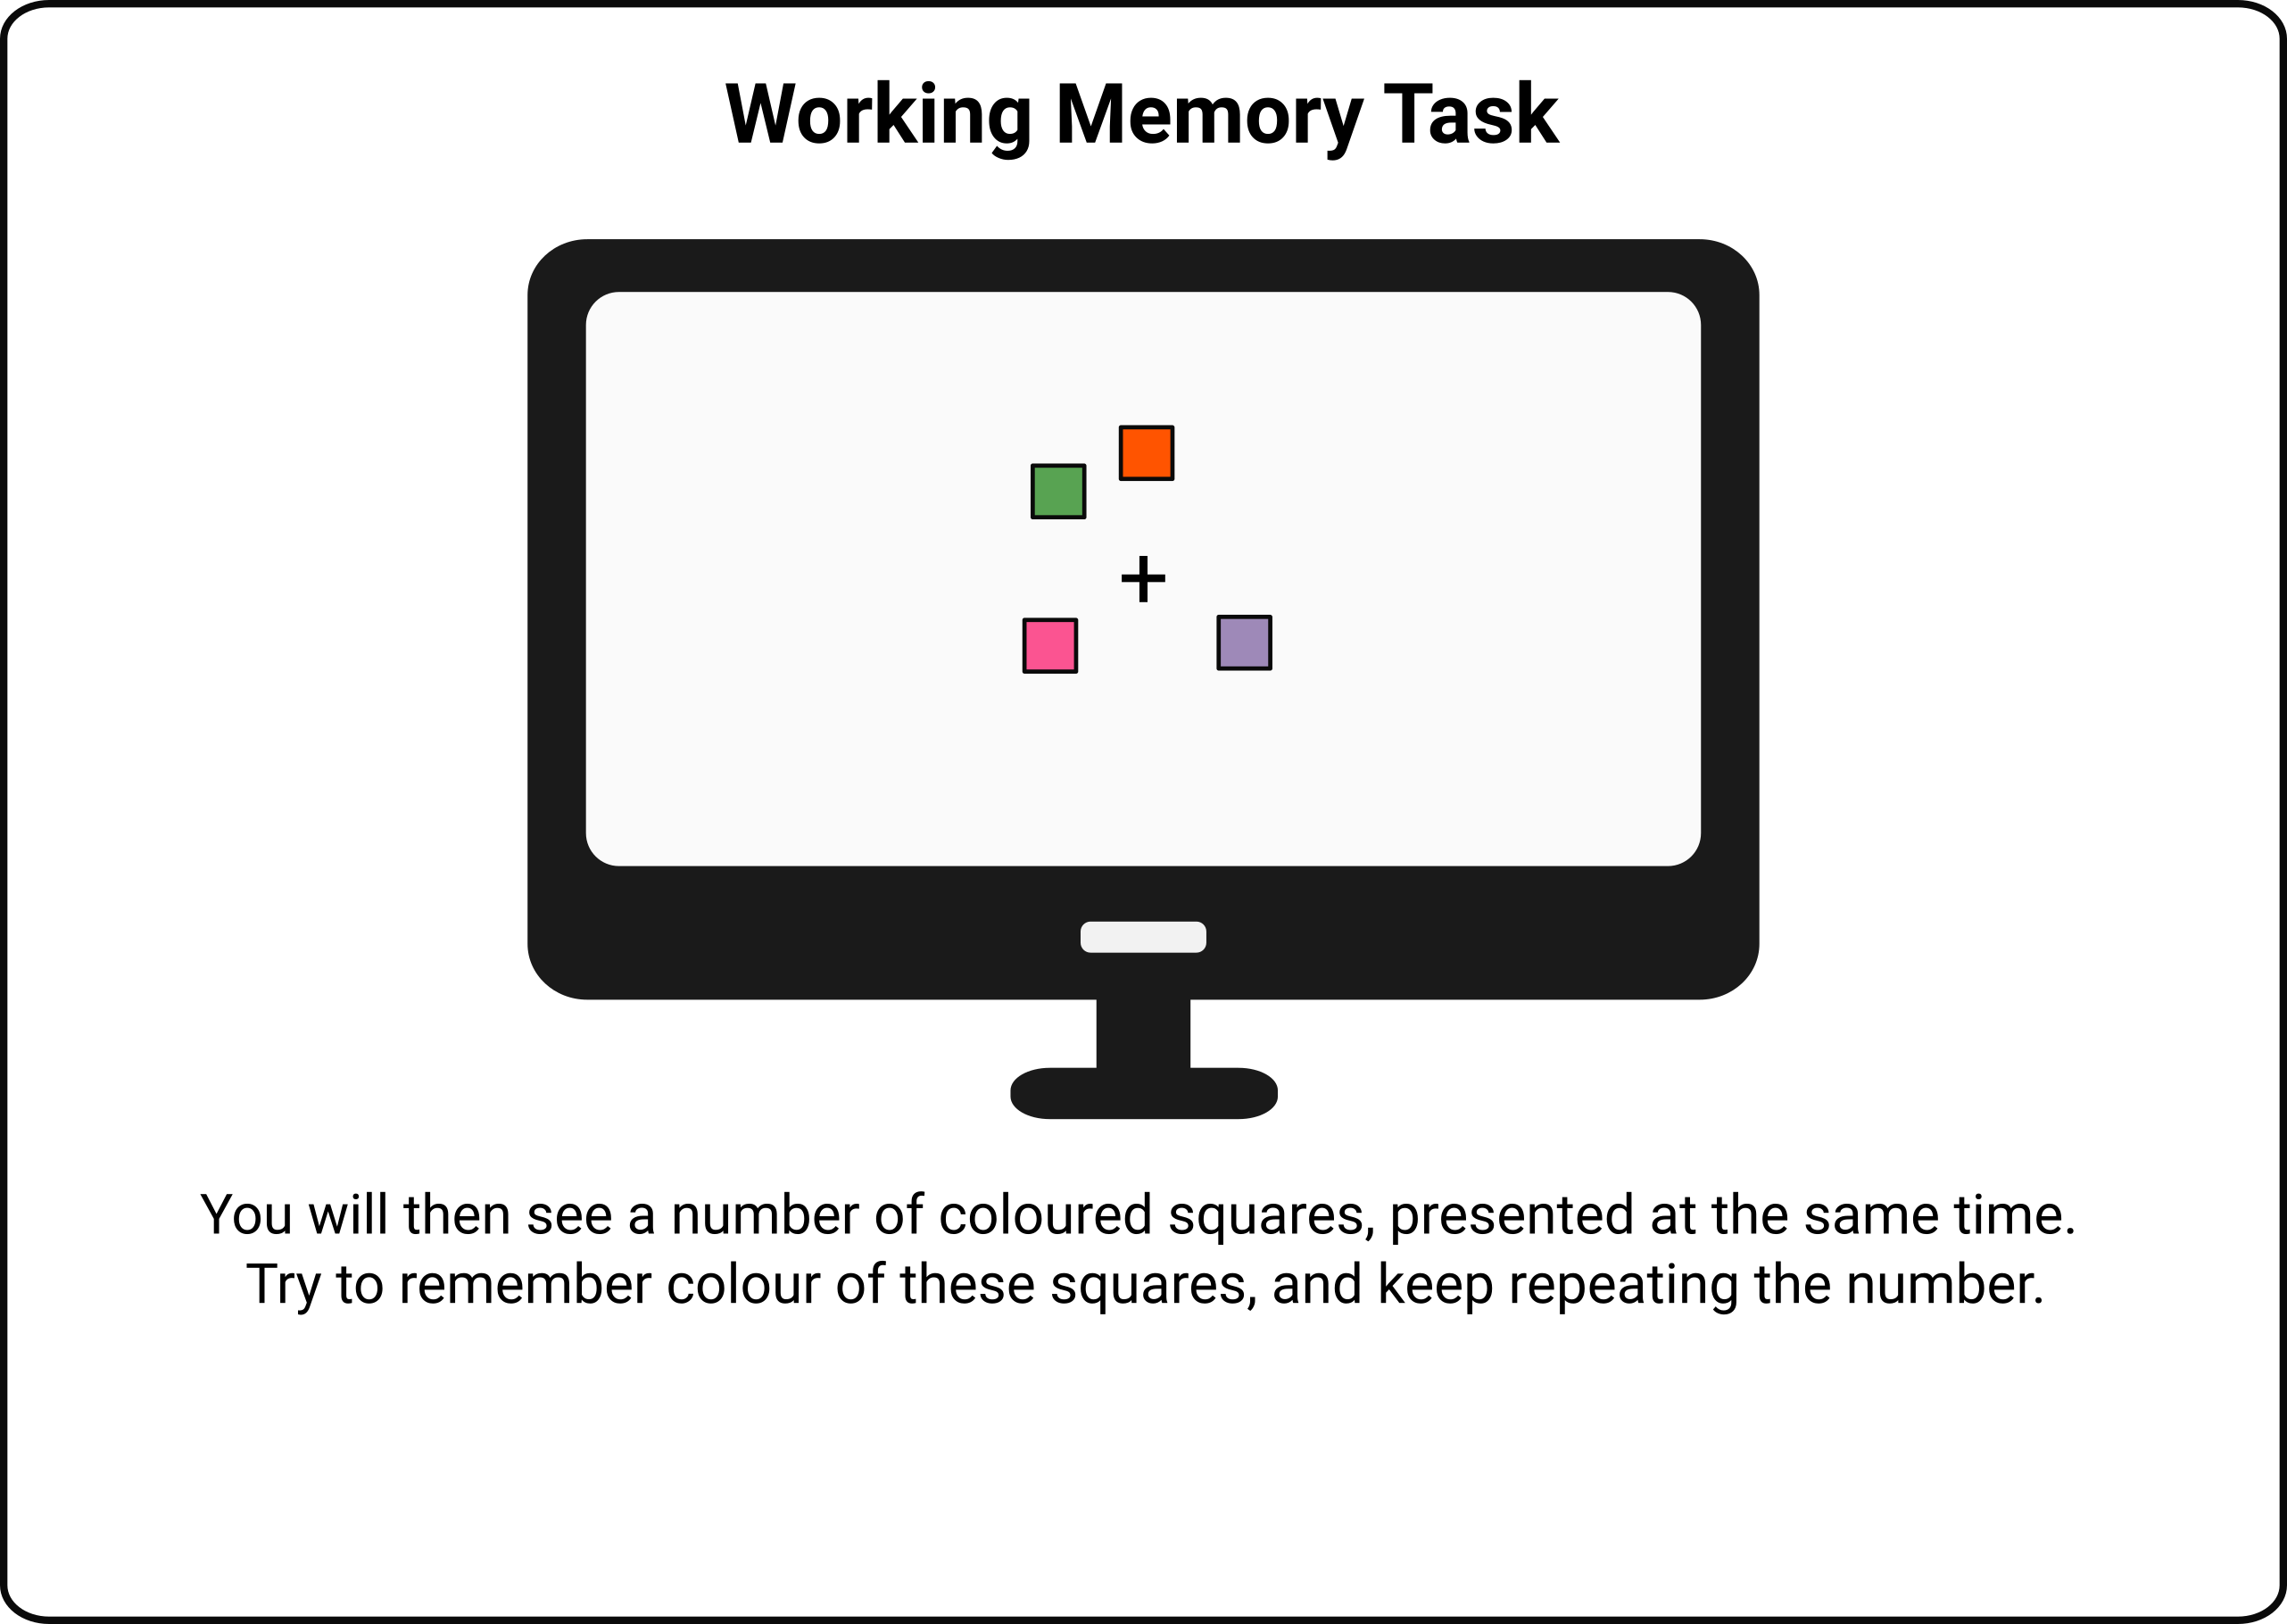 Working Memory Task
+
You will then see a number of coloured squares, presented at the same time.
Try to remember colour of these squares, and keep repeating the number.